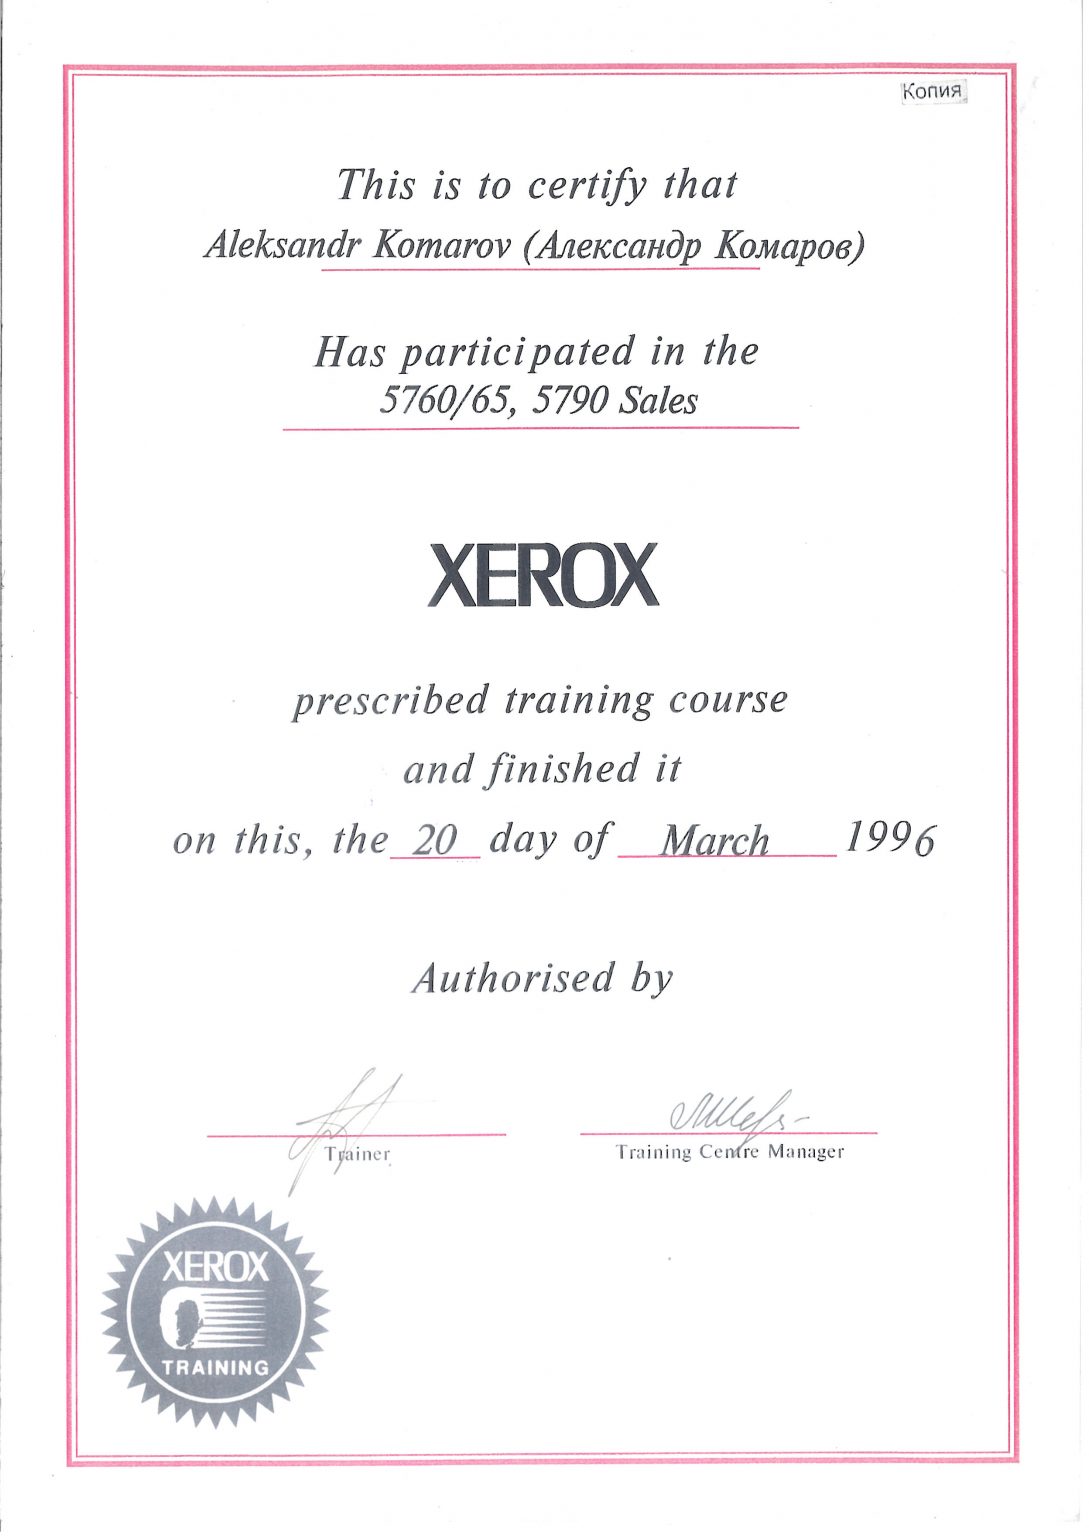 Копия
This is to certify that
Aleksandr Komarov (Александр Комаров)
Has participated in the
5760/65, 5790 Sales
XEROX
prescribed training course
and finished it
on this, the 20 day of March 1996
Authorised by
Trainer
Training Centre Manager
XEROX
TRAINING